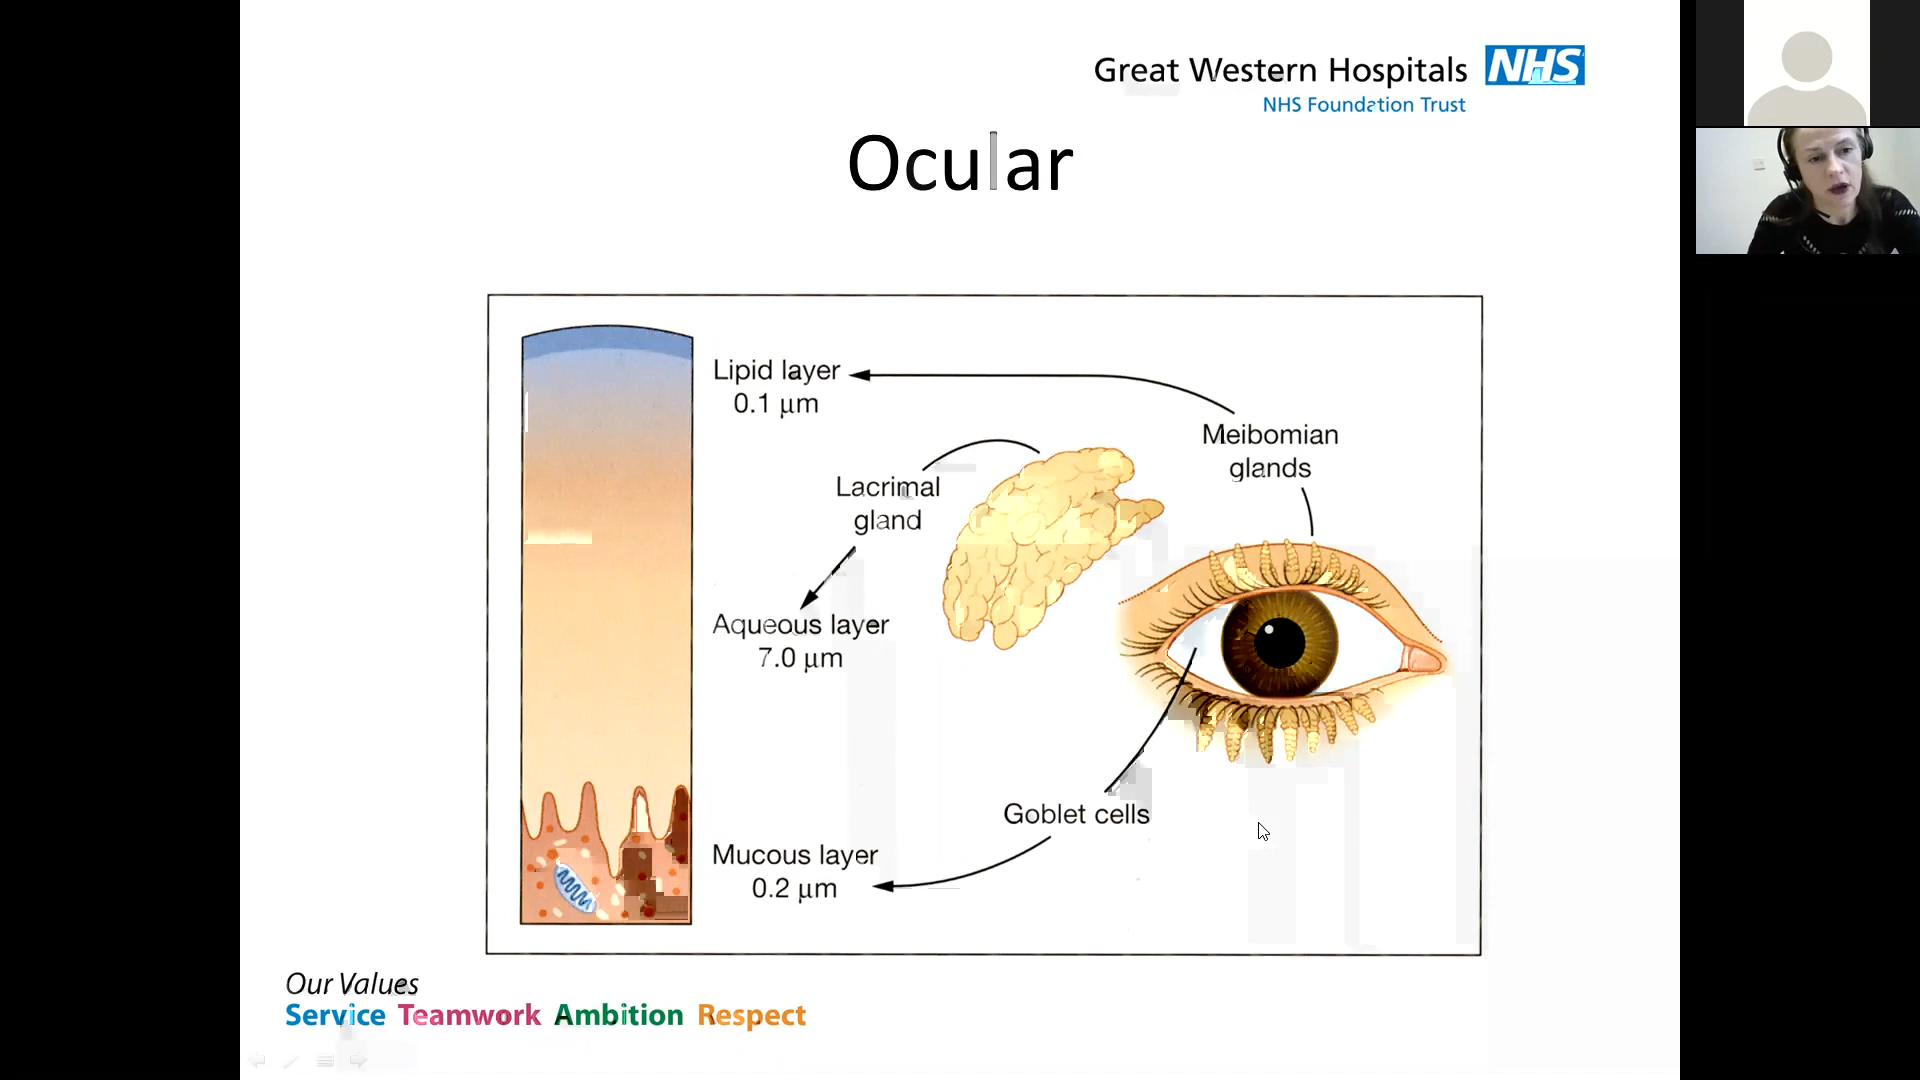 Great Western Hospitals NHS
NHS Foundation Trust
Ocular
Lipid layer
0.1 μm
Meibomian
glands
Lacrimal
gland
Aqueous layer
7.0 μm
Goblet cells
Mucous layer
0.2 μm
Our Values
Service Teamwork Ambition Respect